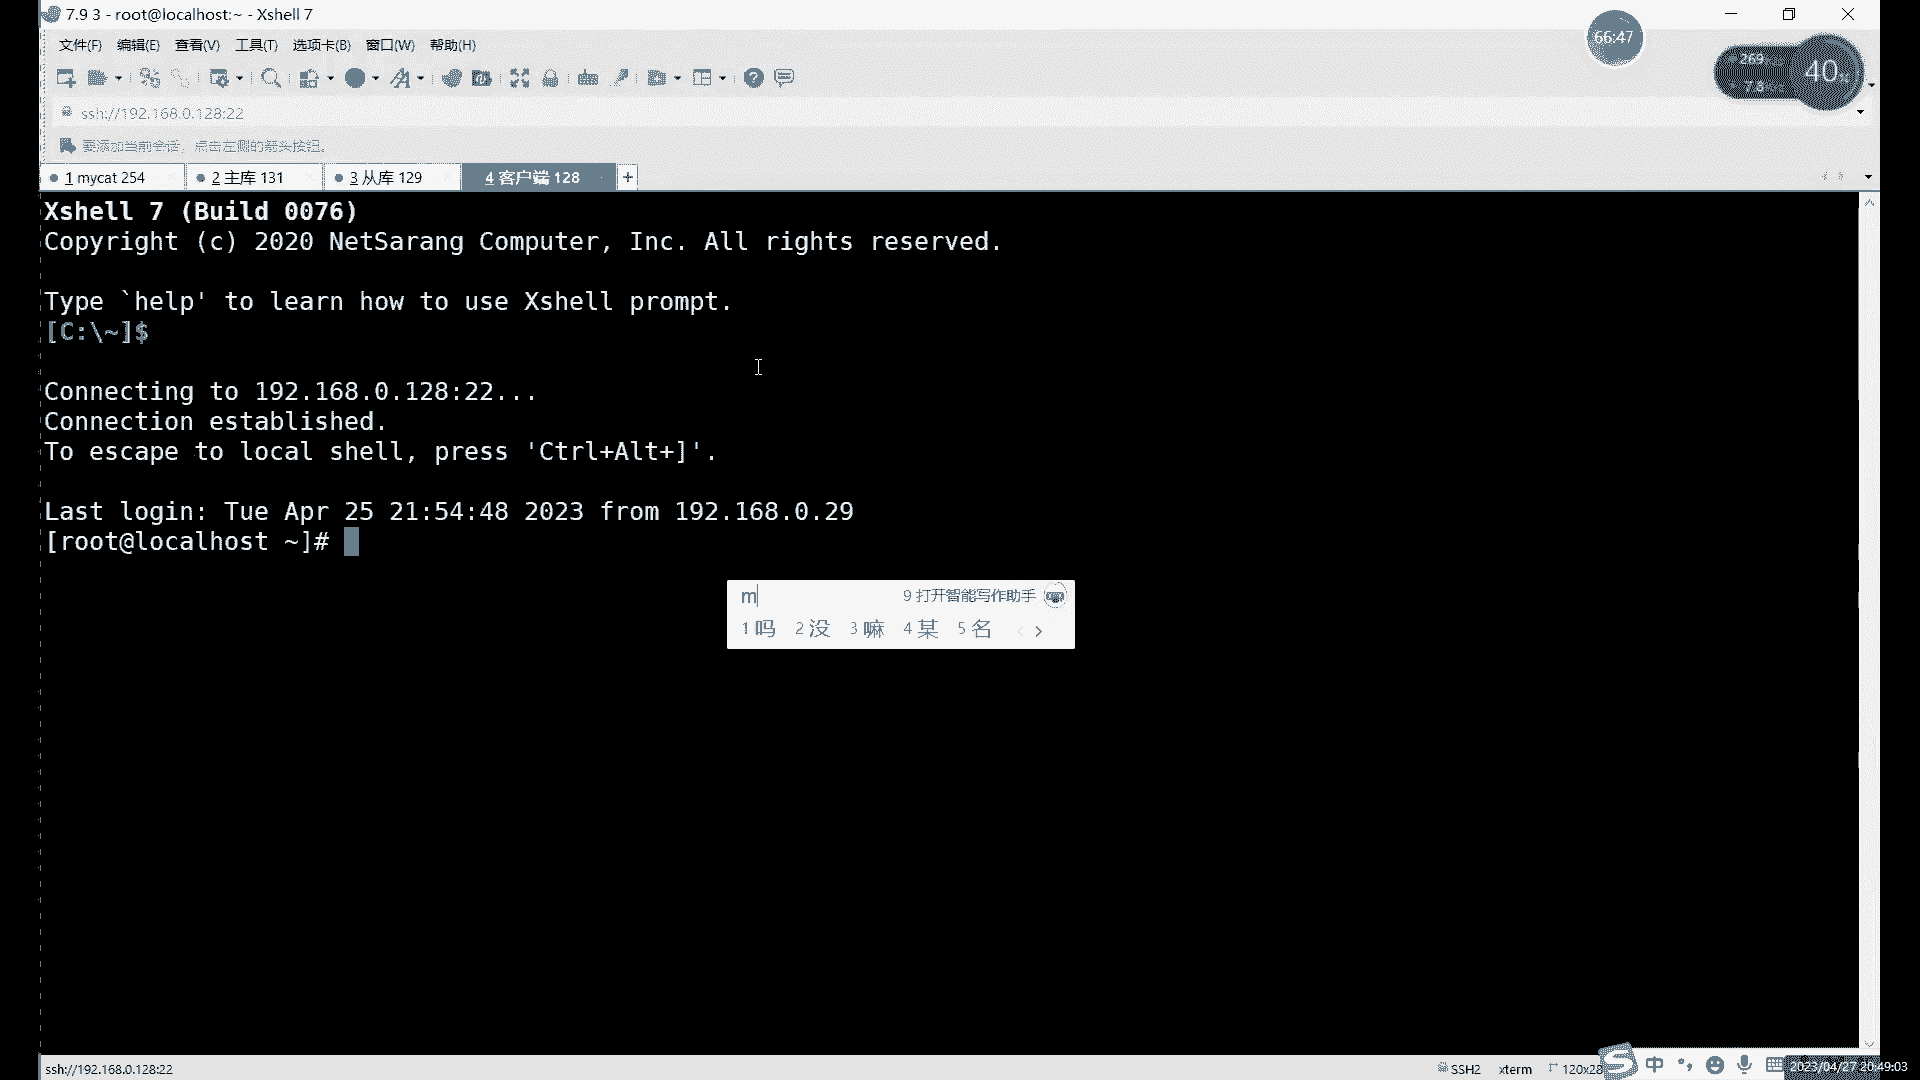 7.9 3 - root@localhost:~ - Xshell 7
66:47
文件(F) 编辑(E) 查看(V) 工具(T) 选项卡(B) 窗口(W) 帮助(H)
269
40
7.8
ssh://192.168.0.128:22
要添加当前会话，点击左侧的箭头按钮。
1 mycat 254 2 主库 131 3 从库 129 4 客户端 128 +
Xshell 7 (Build 0076)
Copyright (c) 2020 NetSarang Computer, Inc. All rights reserved.
Type `help' to learn how to use Xshell prompt.
[C:\~]$
Connecting to 192.168.0.128:22...
Connection established.
To escape to local shell, press 'Ctrl+Alt+]'.
Last login: Tue Apr 25 21:54:48 2023 from 192.168.0.29
[root@localhost ~]#
m 9 打开智能写作助手
1 吗 2 没 3 嘛 4 某 5 名
ssh://192.168.0.128:22 SSH2 xterm 120x28 中 2023/04/27 20:49:03